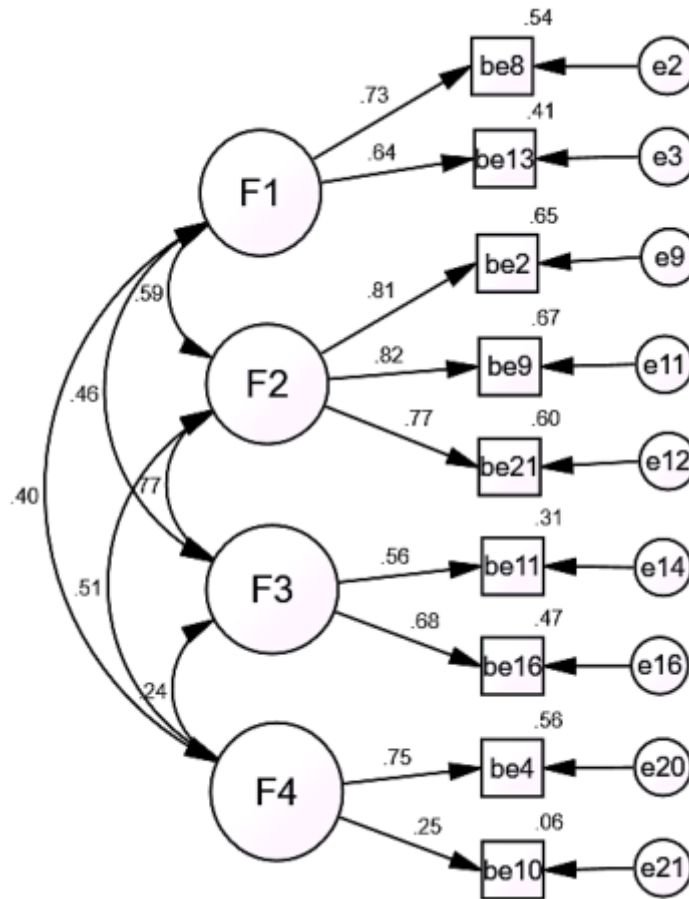 .54
be8
e2
.73
.41
.64
be13
e3
F1
.65
be2
e9
.81
.59
.67
.82
be9
e11
F2
.46
.77
.60
be21
e12
.77
.40
.31
.56
be11
e14
.51
F3
.68
.47
be16
e16
.24
.56
.75
be4
e20
F4
.25
.06
be10
e21